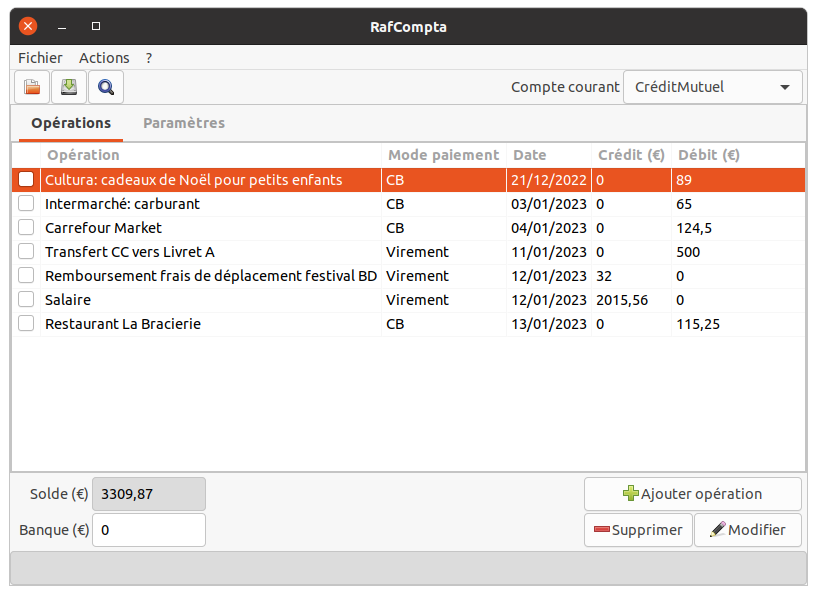 RafCompta
Fichier Actions ?
Compte courant CréditMutuel
Opérations Paramètres
Opération Mode paiement Date Crédit (€) Débit (€)
Cultura: cadeaux de Noël pour petits enfants CB 21/12/2022 0 89
Intermarché: carburant CB 03/01/2023 0 65
Carrefour Market CB 04/01/2023 0 124,5
Transfert CC vers Livret A Virement 11/01/2023 0 500
Remboursement frais de déplacement festival BD Virement 12/01/2023 32 0
Salaire Virement 12/01/2023 2015,56 0
Restaurant La Bracierie CB 13/01/2023 0 115,25
Solde (€) 3309,87 Ajouter opération
Banque (€) 0 Supprimer Modifier